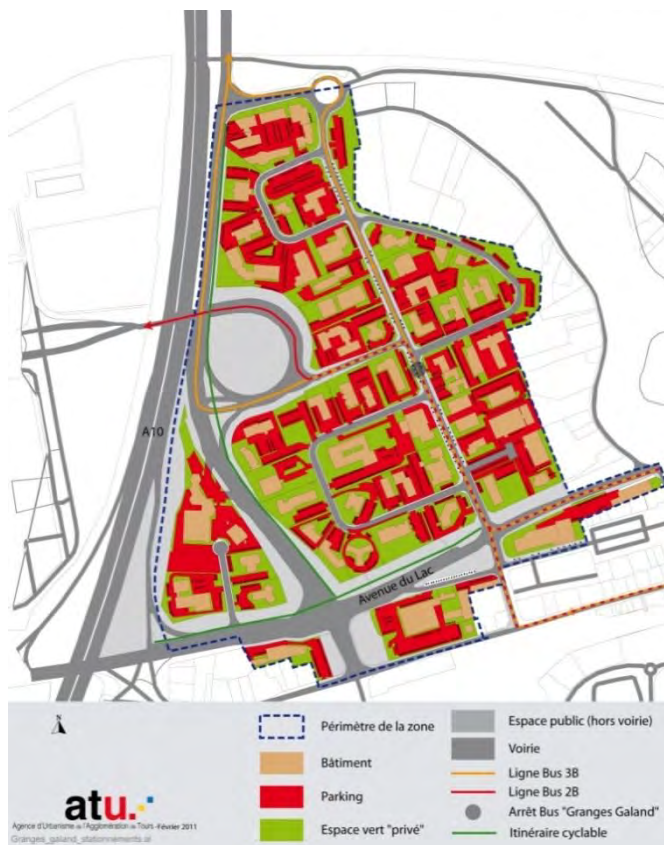 A10
Avenue du Lac
N
Périmètre de la zone
Bâtiment
Parking
Espace vert "privé"
Espace public (hors voirie)
Voirie
Ligne Bus 3B
Ligne Bus 2B
Arrêt Bus "Granges Galand"
Itinéraire cyclable
atu.
Agence d'Urbanisme de l'Agglomération de Tours -Février 2011
Granges_galand_stationnements.ai